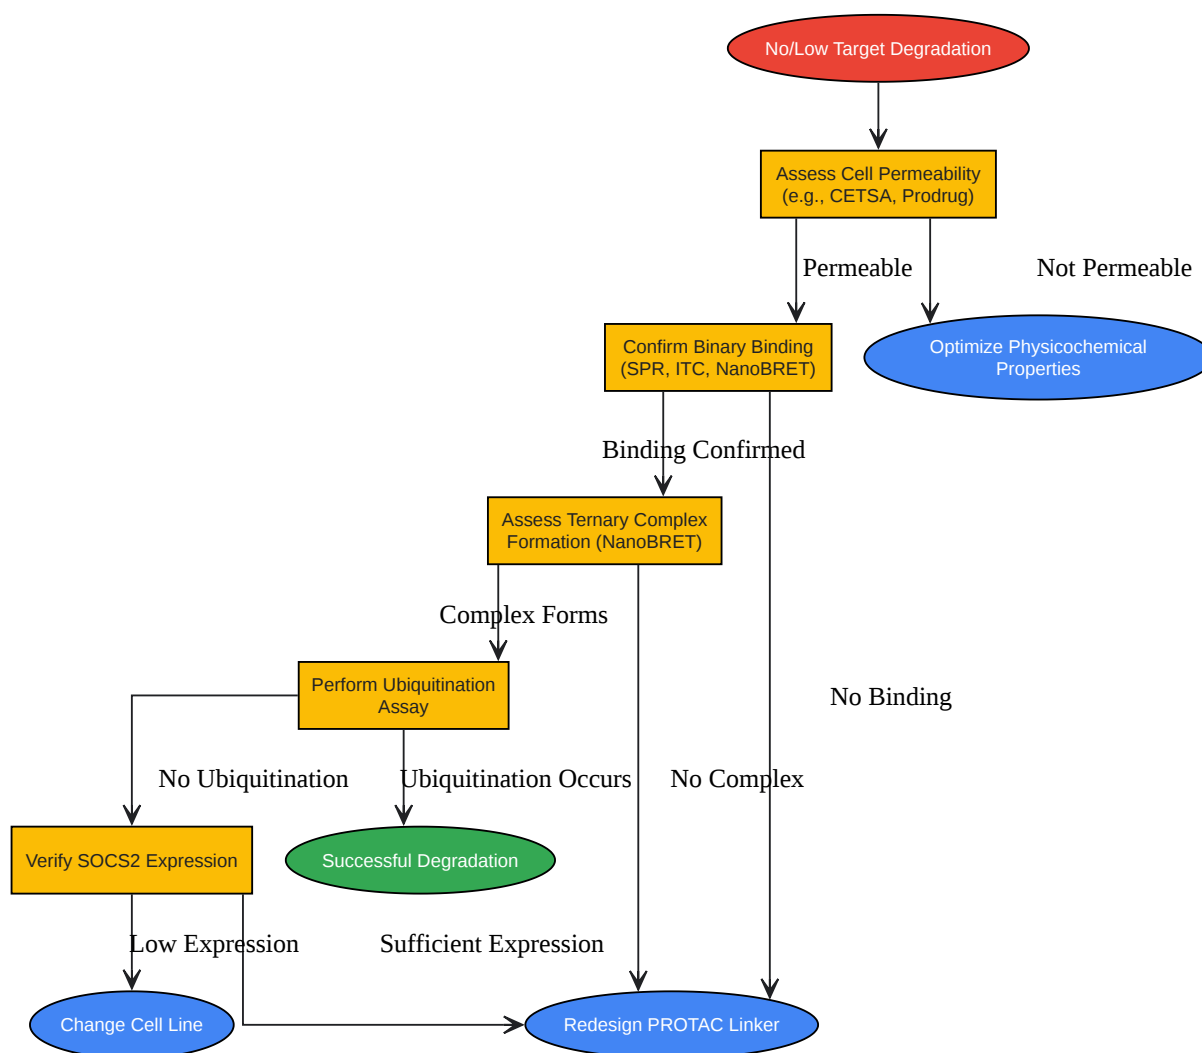 No/Low Target Degradation
Assess Cell Permeability
(e.g., CETSA, Prodrug)
Permeable
Not Permeable
Confirm Binary Binding
(SPR, ITC, NanoBRET)
Optimize Physicochemical
Properties
Binding Confirmed
Assess Ternary Complex
Formation (NanoBRET)
Complex Forms
Perform Ubiquitination
Assay
No Binding
No Ubiquitination
Ubiquitination Occurs
No Complex
Verify SOCS2 Expression
Successful Degradation
Low Expression
Sufficient Expression
Change Cell Line
Redesign PROTAC Linker